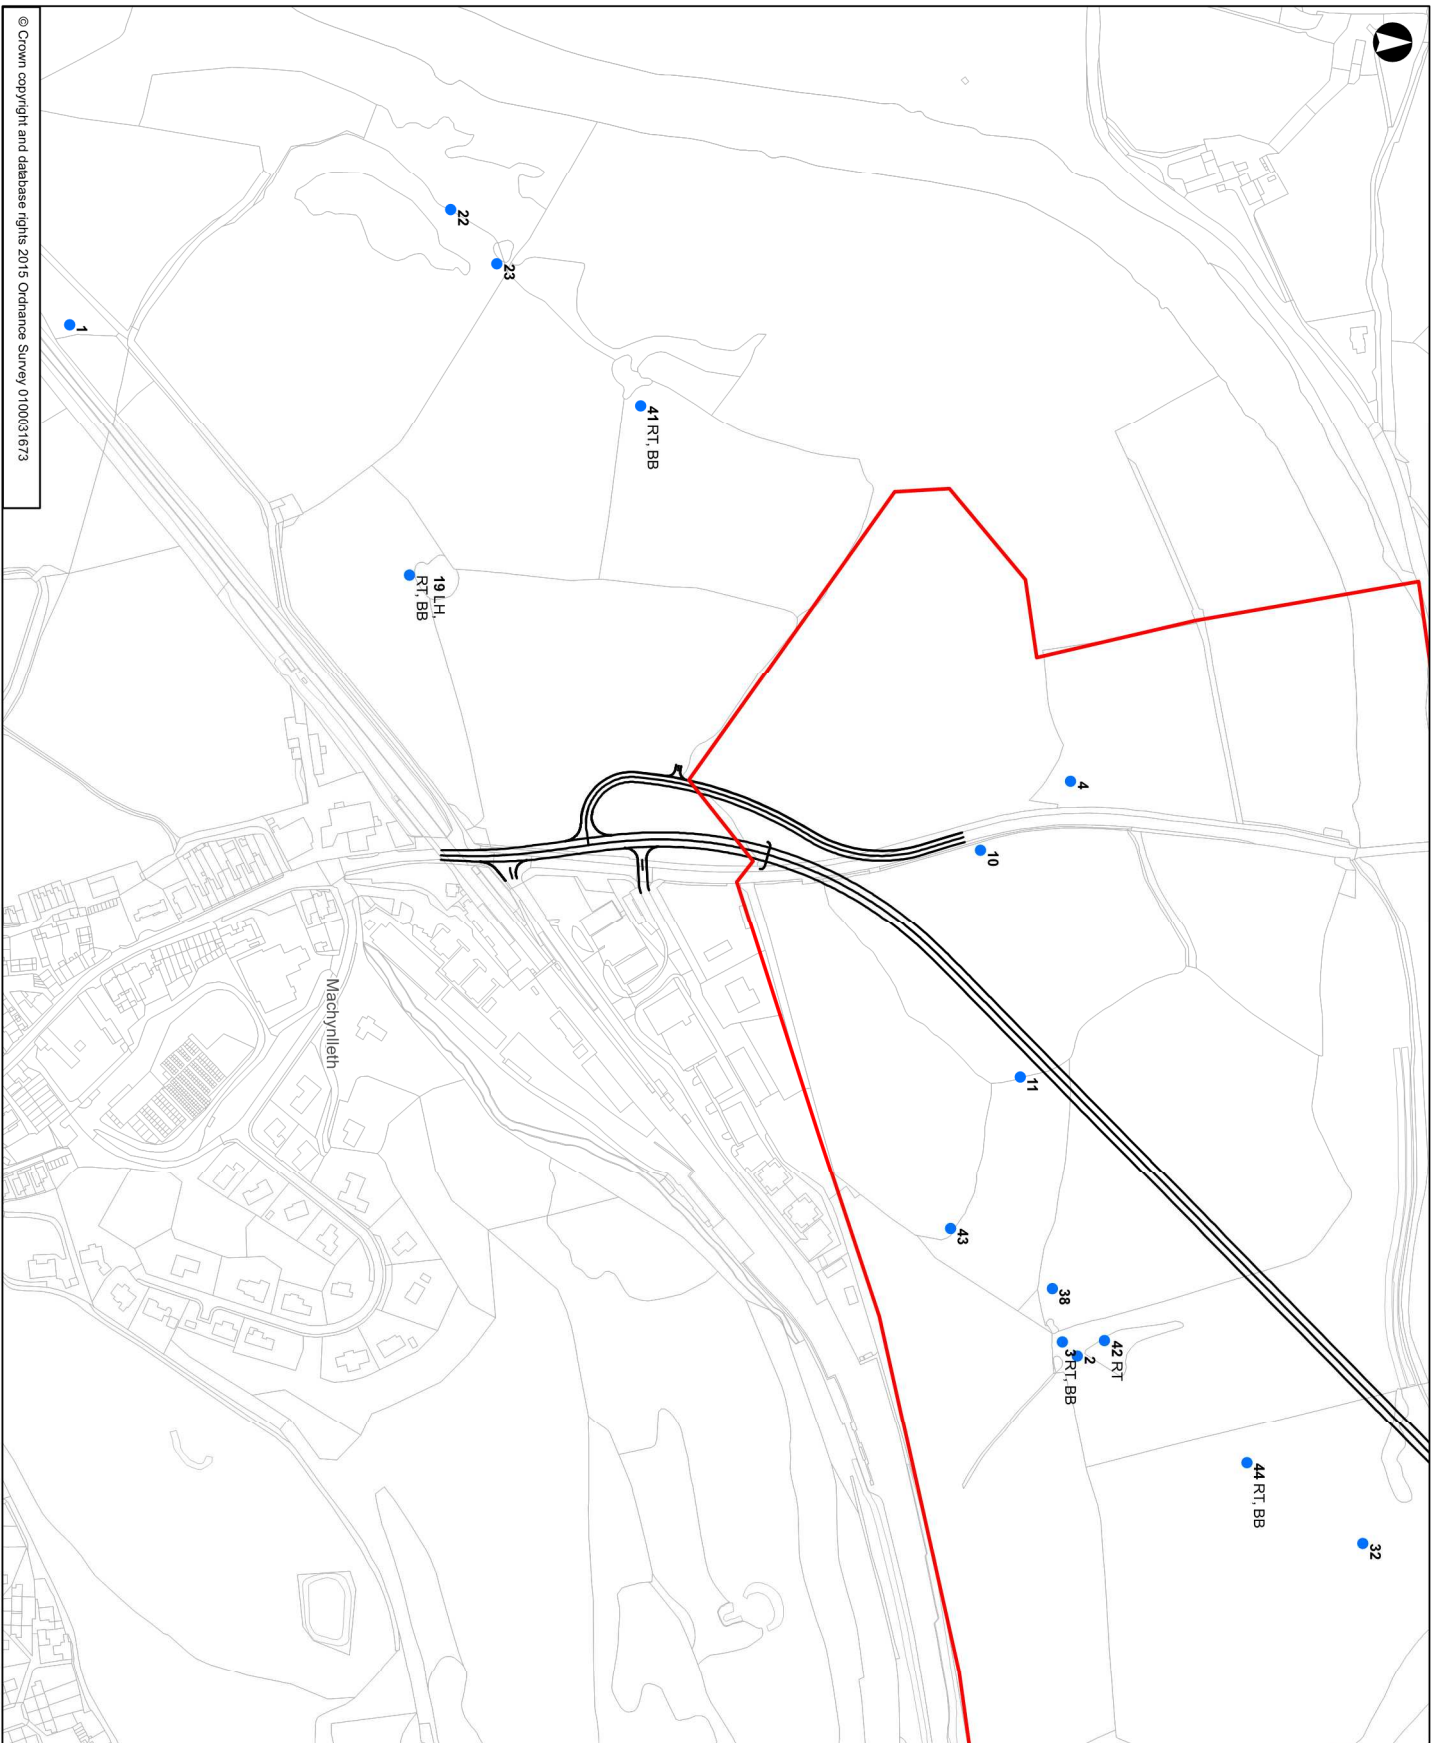 32
44 RT, BB
42 RT
2
4
3 RT, BB
38
11
10
43
41 RT, BB
23
22
19 LH,
RT, BB
Machynlleth
1
© Crown copyright and database rights 2015 Ordnance Survey 0100031673